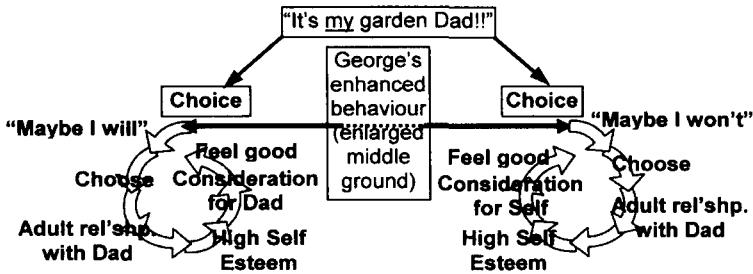 "It's my garden Dad!!"
George's
enhanced
behaviour
(enlarged
middle
ground)
Choice
"Maybe I will"
Choose
Adult rel'shp.
with Dad
High Self
Esteem
Consideration
for Dad
Feel good
Choice
"Maybe I won't"
Choose
Adult rel'shp.
with Dad
High Self
Esteem
Consideration
for Self
Feel good